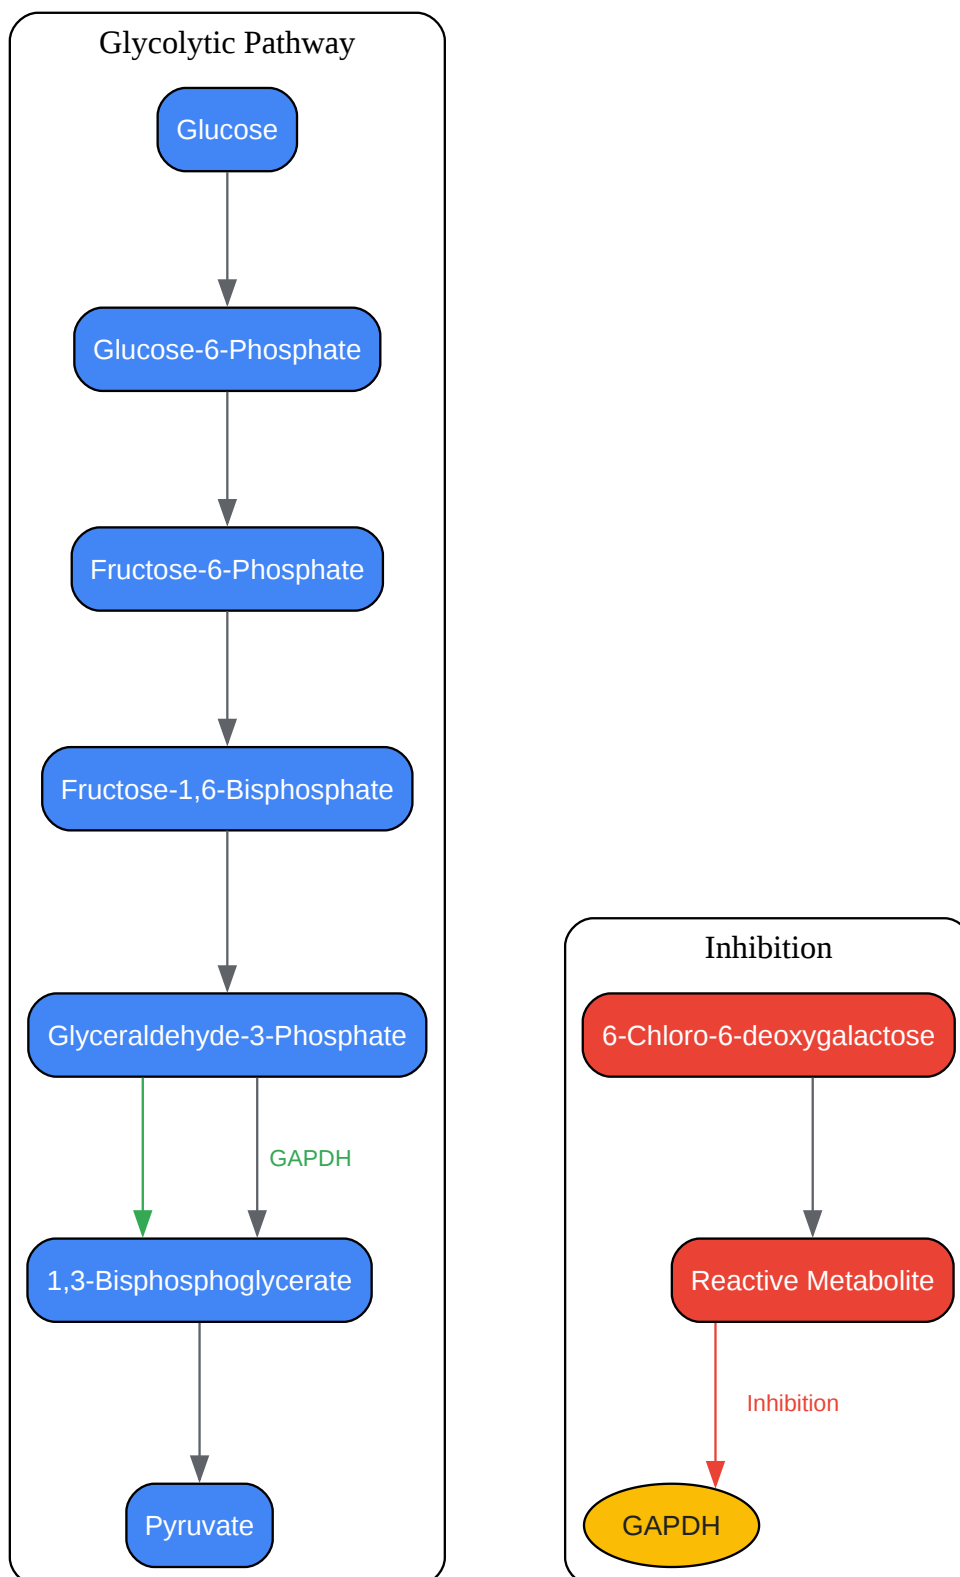 Glycolytic Pathway
Glucose
Glucose-6-Phosphate
Fructose-6-Phosphate
Fructose-1,6-Bisphosphate
Glyceraldehyde-3-Phosphate
GAPDH
1,3-Bisphosphoglycerate
Pyruvate
Inhibition
6-Chloro-6-deoxygalactose
Reactive Metabolite
Inhibition
GAPDH